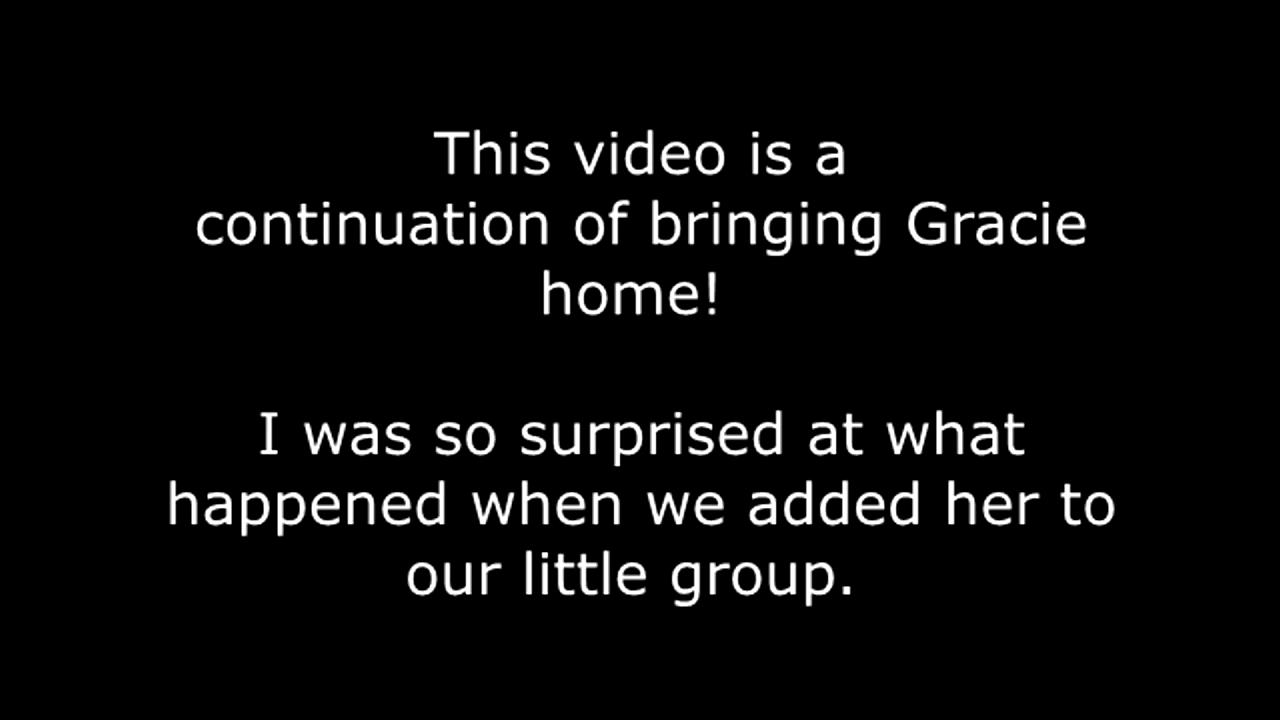 This video is a
continuation of bringing Gracie
home!
I was so surprised at what
happened when we added her to
our little group.